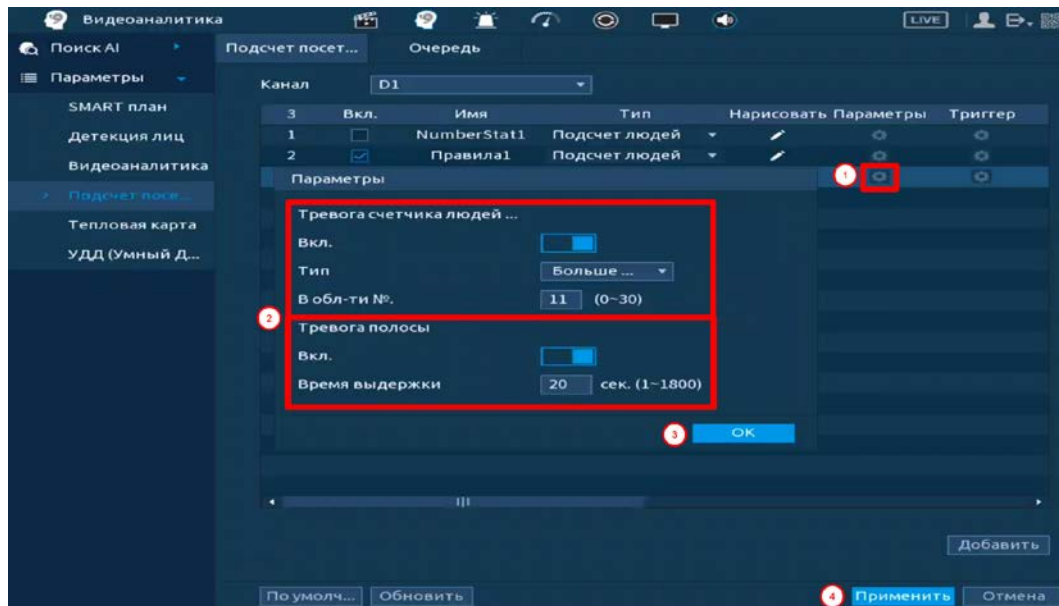 Видеоаналитика
LIVE
Поиск AI
Параметры
SMART план
Детекция лиц
Видеоаналитика
Подсчет посе...
Тепловая карта
УДД (Умный Д...
Подсчет посет...
Очередь
Канал
D1
3 Вкл. Имя Тип Нарисовать Параметры Триггер
1 NumberStat1 Подсчет людей
2 Правила1 Подсчет людей
Параметры
1
Тревога счетчика людей ...
Вкл.
Тип Больше ...
В обл-ти №. 11 (0~30)
2
Тревога полосы
Вкл.
Время выдержки 20 сек. (1~1800)
3 OK
Добавить
По умолч... Обновить 4 Применить Отмена